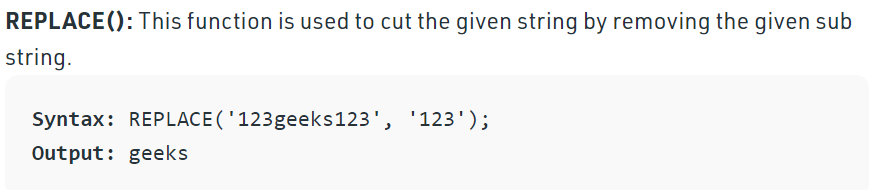 REPLACE(): This function is used to cut the given string by removing the given sub
string.
Syntax: REPLACE('123geeks123', '123');
Output: geeks